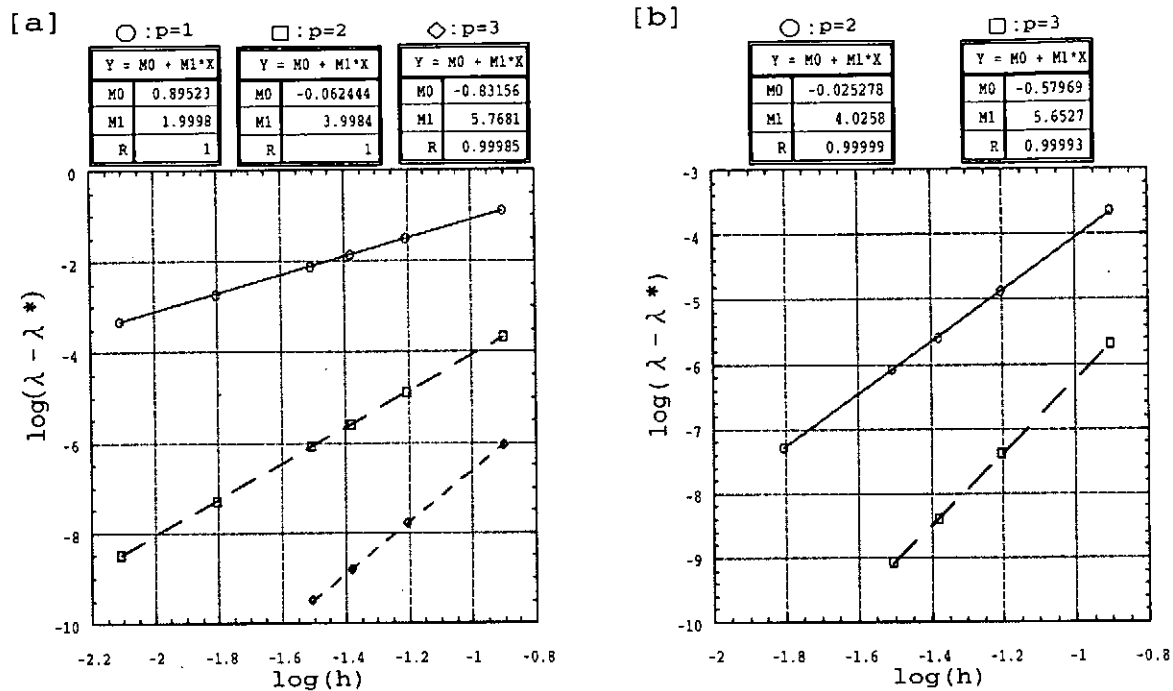 [a]
○ : p=1
□ : p=2
◇ : p=3
Y = M0 + M1*X
M0 0.89523
M1 1.9998
R 1
Y = M0 + M1*X
M0 -0.062444
M1 3.9984
R 1
Y = M0 + M1*X
M0 -0.83156
M1 5.7681
R 0.99985
0
-2
-4
-6
-8
-10
log(λ - λ*)
-2.2 -2 -1.8 -1.6 -1.4 -1.2 -1 -0.8
log(h)
[b]
○ : p=2
□ : p=3
Y = M0 + M1*X
M0 -0.025278
M1 4.0258
R 0.99999
Y = M0 + M1*X
M0 -0.57969
M1 5.6527
R 0.99993
-3
-4
-5
-6
-7
-8
-9
-10
log( λ - λ*)
-2 -1.8 -1.6 -1.4 -1.2 -1 -0.8
log(h)